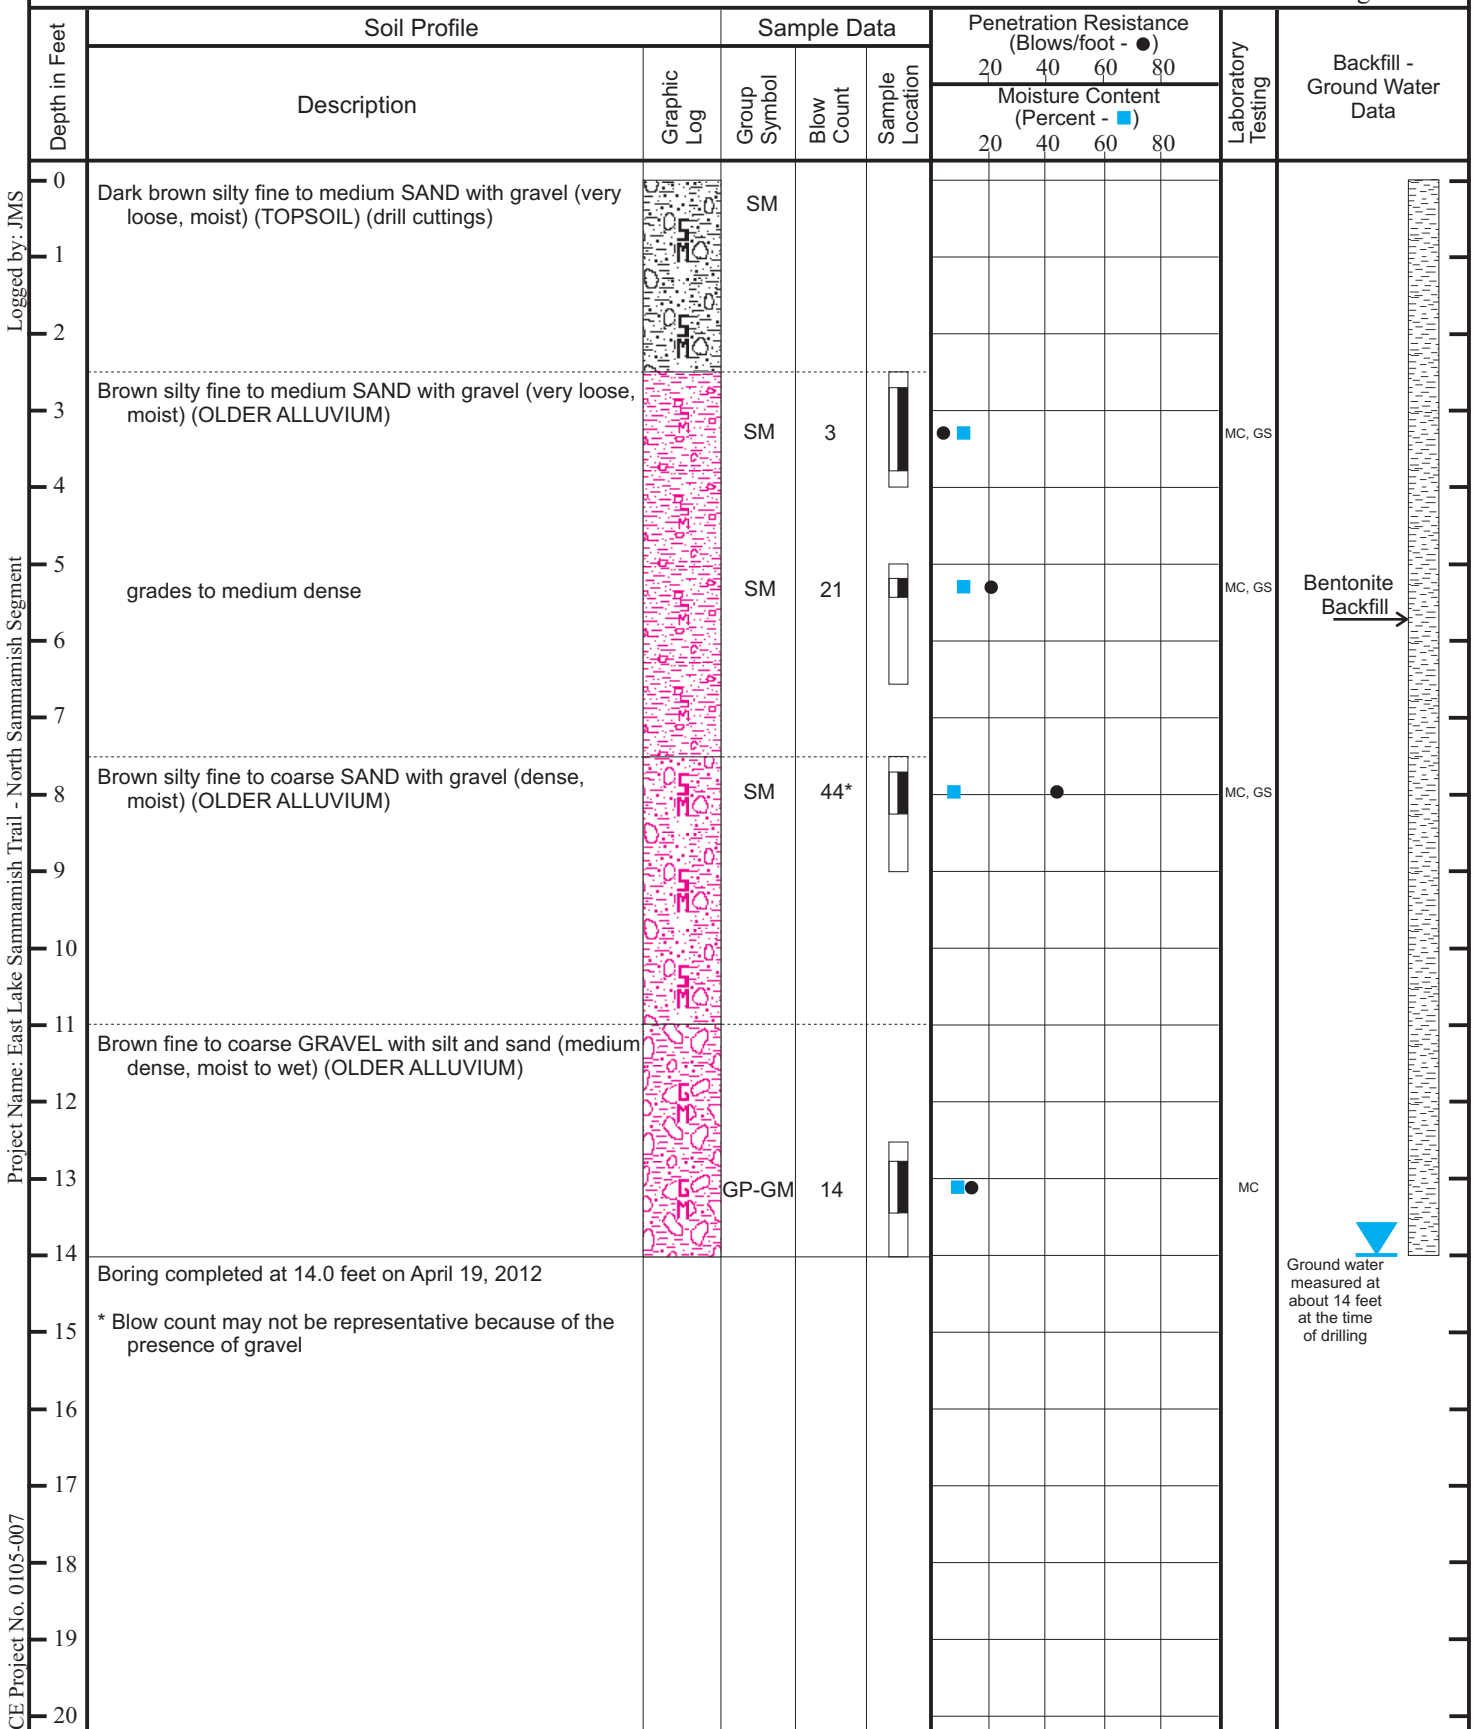 Soil Profile
Sample Data
Penetration Resistance
(Blows/foot - ●)
20 40 60 80
Moisture Content
(Percent - ■)
20 40 60 80
Depth in Feet
Description
Graphic
Log
Group
Symbol
Blow
Count
Sample
Location
Laboratory
Testing
Backfill -
Ground Water
Data
Logged by: JMS
Project Name: East Lake Sammamish Trail - North Sammamish Segment
CE Project No. 0105-007
0
Dark brown silty fine to medium SAND with gravel (very
loose, moist) (TOPSOIL) (drill cuttings)
SM
SM
1
2
SM
Brown silty fine to medium SAND with gravel (very loose,
moist) (OLDER ALLUVIUM)
3
SM
3
MC, GS
4
5
grades to medium dense
SM
21
MC, GS
Bentonite
Backfill
6
7
Brown silty fine to coarse SAND with gravel (dense,
moist) (OLDER ALLUVIUM)
8
SM
SM
44*
MC, GS
9
SM
10
SM
11
Brown fine to coarse GRAVEL with silt and sand (medium
dense, moist to wet) (OLDER ALLUVIUM)
12
GM
13
GM
GP-GM
14
MC
14
Boring completed at 14.0 feet on April 19, 2012
* Blow count may not be representative because of the
presence of gravel
Ground water
measured at
about 14 feet
at the time
of drilling
15
16
17
18
19
20